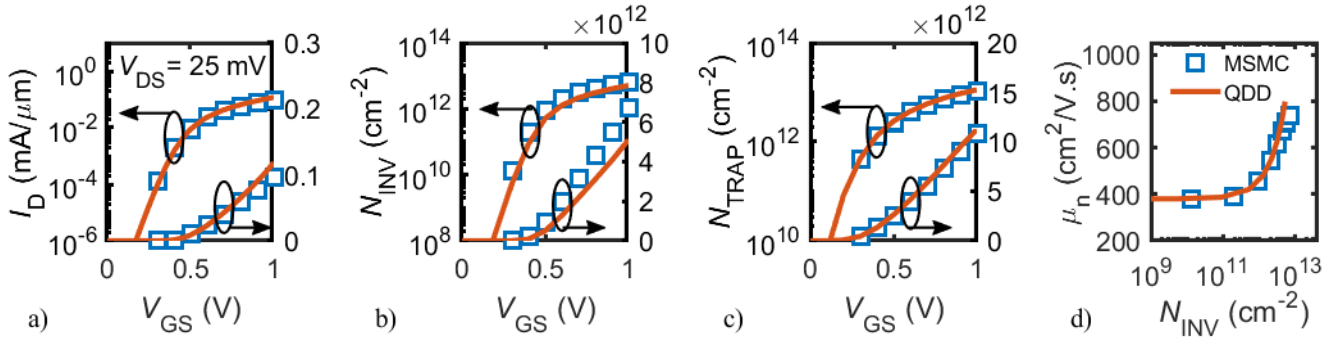 ×10^12
×10^12
I_D (mA/μm)
10^0
10^-2
10^-4
10^-6
V_DS = 25 mV
0.3
0.2
0.1
0
0 0.5 1
V_GS (V)
a)
N_INV (cm^-2)
10^14
10^12
10^10
10^8
10
8
6
4
2
0
0 0.5 1
V_GS (V)
b)
N_TRAP (cm^-2)
10^14
10^12
10^10
20
15
10
5
0
0 0.5 1
V_GS (V)
c)
μ_n (cm^2/V.s)
1000
800
600
400
200
MSMC
QDD
10^9 10^11 10^13
N_INV (cm^-2)
d)